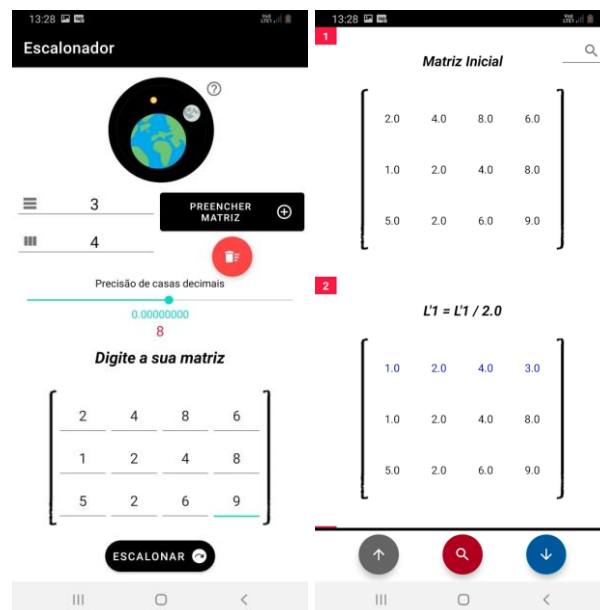 13:28
Escalonador
3
PREENCHER
MATRIZ
4
Precisão de casas decimais
0.00000000
8
Digite a sua matriz
2 4 8 6
1 2 4 8
5 2 6 9
ESCALONAR
13:28
1
Matriz Inicial
2.0 4.0 8.0 6.0
1.0 2.0 4.0 8.0
5.0 2.0 6.0 9.0
2
L'1 = L'1 / 2.0
1.0 2.0 4.0 3.0
1.0 2.0 4.0 8.0
5.0 2.0 6.0 9.0